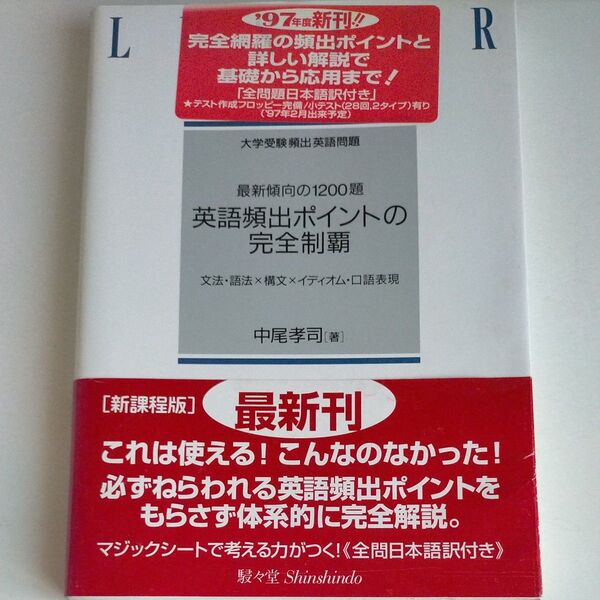 L R
'97年度新刊!!
完全網羅の頻出ポイントと
詳しい解説で
基礎から応用まで!
「全問題日本語訳付き」
★テスト作成フロッピー完備/小テスト(28回,2タイプ)有り
('97年2月出来予定)
大学受験頻出英語問題
最新傾向の1200題
英語頻出ポイントの
完全制覇
文法・語法×構文×イディオム・口語表現
中尾孝司[著]
[新課程版]
最新刊
これは使える!こんなのなかった!
必ずねらわれる英語頻出ポイントを
もらさず体系的に完全解説。
マジックシートで考える力がつく!《全問日本語訳付き》
駸々堂 Shinshindo